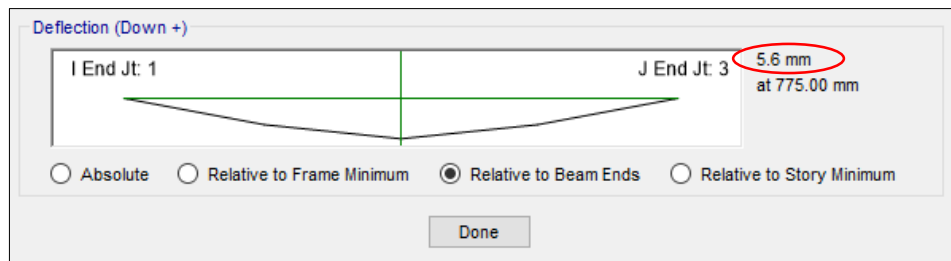 Deflection (Down +)
I End Jt: 1
J End Jt: 3
5.6 mm
at 775.00 mm
Absolute
Relative to Frame Minimum
Relative to Beam Ends
Relative to Story Minimum
Done